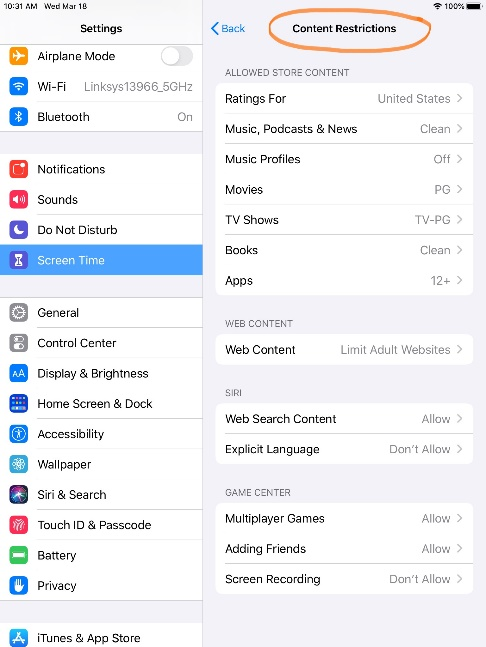 10:31 AM Wed Mar 18 100%
Settings
Airplane Mode
Wi-Fi Linksys13966_5GHz
Bluetooth On
Notifications
Sounds
Do Not Disturb
Screen Time
General
Control Center
AA Display & Brightness
Home Screen & Dock
Accessibility
Wallpaper
Siri & Search
Touch ID & Passcode
Battery
Privacy
iTunes & App Store
Back Content Restrictions
ALLOWED STORE CONTENT
Ratings For United States
Music, Podcasts & News Clean
Music Profiles Off
Movies PG
TV Shows TV-PG
Books Clean
Apps 12+
WEB CONTENT
Web Content Limit Adult Websites
SIRI
Web Search Content Allow
Explicit Language Don't Allow
GAME CENTER
Multiplayer Games Allow
Adding Friends Allow
Screen Recording Don't Allow